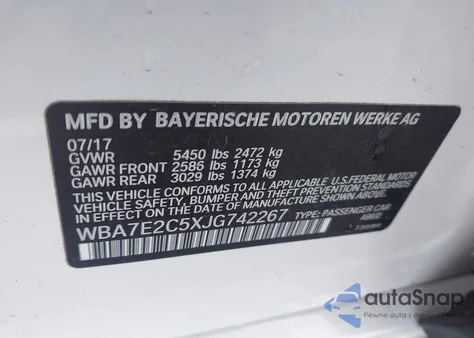 MFD BY BAYERISCHE MOTOREN WERKE AG
07/17
GVWR 5450 lbs 2472 kg
GAWR FRONT 2586 lbs 1173 kg
GAWR REAR 3029 lbs 1374 kg
THIS VEHICLE CONFORMS TO ALL APPLICABLE U.S. FEDERAL MOTOR
VEHICLE SAFETY, BUMPER, AND THEFT PREVENTION STANDARDS
IN EFFECT ON THE DATE OF MANUFACTURE SHOWN ABOVE.
WBA7E2C5XJG742267 TYPE: PASSENGER CAR
autoSnap
Pewne auta z